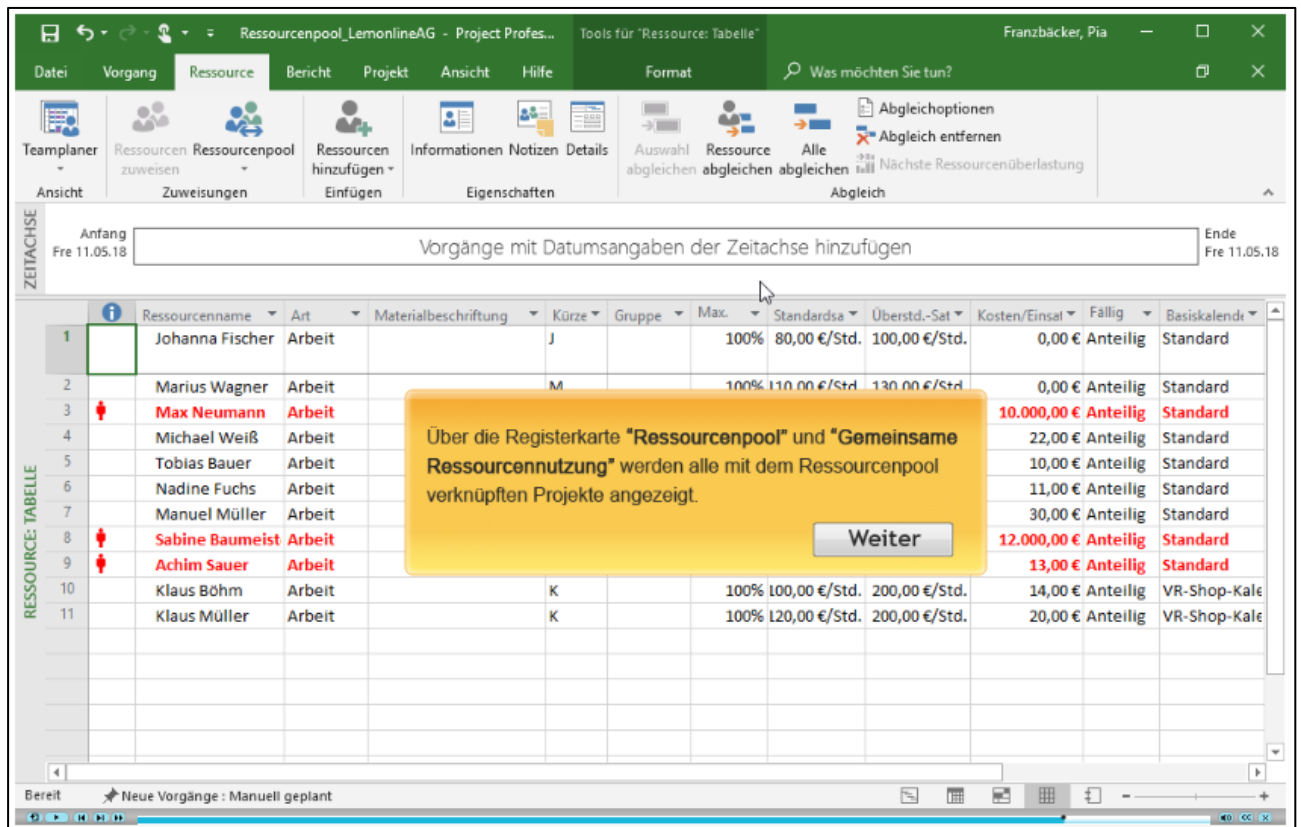 Ressourcenpool_LemonlineAG - Project Profes... Tools für "Ressource: Tabelle" Franzbäcker, Pia
Datei Vorgang Ressource Bericht Projekt Ansicht Hilfe Format Was möchten Sie tun?
Teamplaner Ressourcen zuweisen Ressourcenpool Ressourcen hinzufügen Informationen Notizen Details Auswahl abgleichen Ressource abgleichen Alle abgleichen
Abgleichoptionen
Abgleich entfernen
Nächste Ressourcenüberlastung
Ansicht Zuweisungen Einfügen Eigenschaften Abgleich
ZEITACHSE
Anfang
Fre 11.05.18
Vorgänge mit Datumsangaben der Zeitachse hinzufügen
Ende
Fre 11.05.18
RESSOURCE: TABELLE
Ressourcenname Art Materialbeschriftung Kürze Gruppe Max. Standardsa Überstd.-Sat Kosten/Einsat Fällig Basiskalende
1 Johanna Fischer Arbeit J 100% 80,00 €/Std. 100,00 €/Std. 0,00 € Anteilig Standard
2 Marius Wagner Arbeit M 100% 110,00 €/Std. 130,00 €/Std. 0,00 € Anteilig Standard
3 Max Neumann Arbeit 10.000,00 € Anteilig Standard
4 Michael Weiß Arbeit 22,00 € Anteilig Standard
5 Tobias Bauer Arbeit 10,00 € Anteilig Standard
6 Nadine Fuchs Arbeit 11,00 € Anteilig Standard
7 Manuel Müller Arbeit 30,00 € Anteilig Standard
8 Sabine Baumeist Arbeit 12.000,00 € Anteilig Standard
9 Achim Sauer Arbeit 13,00 € Anteilig Standard
10 Klaus Böhm Arbeit K 100% 100,00 €/Std. 200,00 €/Std. 14,00 € Anteilig VR-Shop-Kale
11 Klaus Müller Arbeit K 100% 120,00 €/Std. 200,00 €/Std. 20,00 € Anteilig VR-Shop-Kale
Über die Registerkarte "Ressourcenpool" und "Gemeinsame
Ressourcennutzung" werden alle mit dem Ressourcenpool
verknüpften Projekte angezeigt.
Weiter
Bereit Neue Vorgänge : Manuell geplant